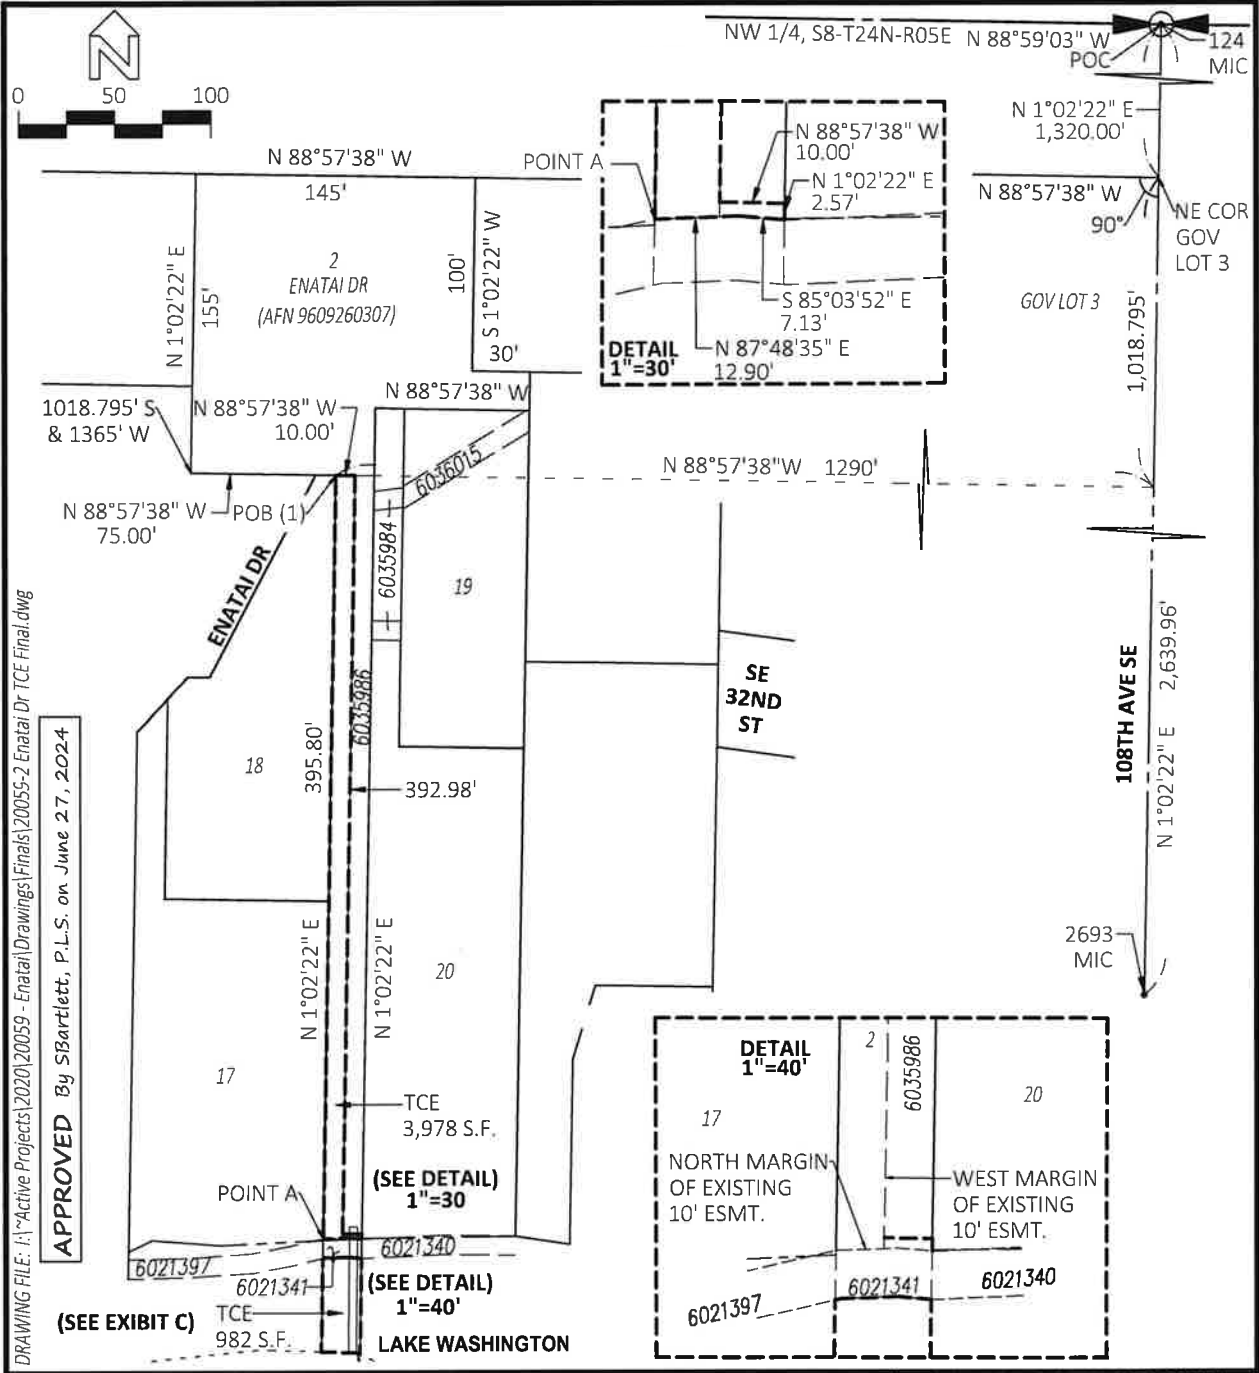 NW 1/4, S8-T24N-R05E N 88°59'03" W
POC
124
MIC
N
0 50 100
N 1°02'22" E
1,320.00'
N 88°57'38" W
145'
N 88°57'38" W
90°
NE COR
GOV
LOT 3
POINT A
N 88°57'38" W
10.00'
N 1°02'22" E
2.57'
S 85°03'52" E
7.13'
N 87°48'35" E
12.90'
DETAIL
1"=30'
N 1°02'22" E
155'
2
ENATAI DR
(AFN 9609260307)
100'
S 1°02'22" W
30'
GOV LOT 3
1,018.795'
1018.795' S
& 1365' W
N 88°57'38" W
10.00'
N 88°57'38" W
6036015
N 88°57'38"W 1290'
N 88°57'38" W
75.00'
POB (1)
ENATAI DR
6035984
19
6035986
SE
32ND
ST
108TH AVE SE
N 1°02'22" E 2,639.96'
18
395.80'
392.98'
N 1°02'22" E
N 1°02'22" E
20
17
2693
MIC
TCE
3,978 S.F.
(SEE DETAIL)
1"=30
POINT A
6021397
6021340
6021341
(SEE DETAIL)
1"=40'
(SEE EXIBIT C)
TCE
982 S.F.
LAKE WASHINGTON
DETAIL
1"=40'
2
6035986
17
20
NORTH MARGIN
OF EXISTING
10' ESMT.
WEST MARGIN
OF EXISTING
10' ESMT.
6021397
6021341
6021340
DRAWING FILE: I:\~Active Projects\2020\20059 - Enatai\Drawings\Finals\20059-2 Enatai Dr TCE Final.dwg
APPROVED By SBartlett, P.L.S. on June 27, 2024